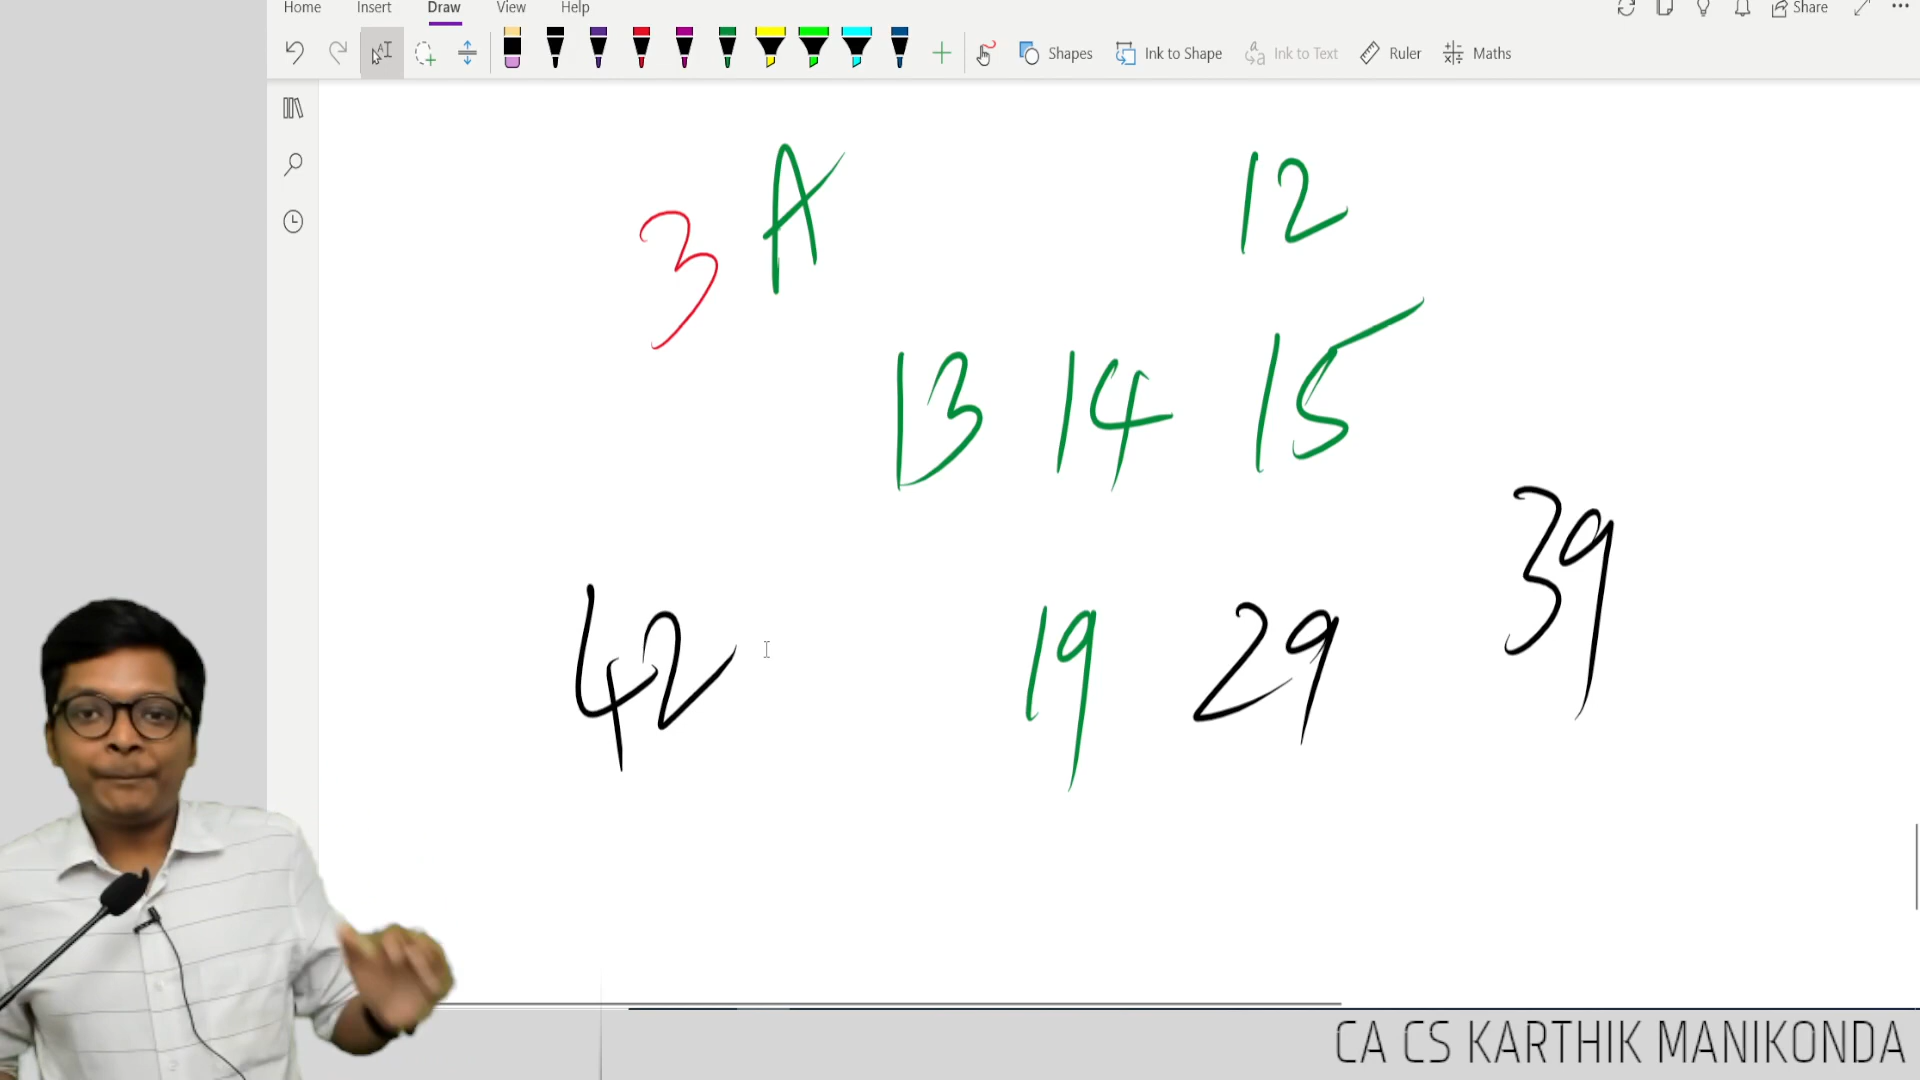 Home Insert Draw View Help Share
Shapes Ink to Shape Ink to Text Ruler Maths
3 A 12
13 14 15
39
42 19 29
CA CS KARTHIK MANIKONDA